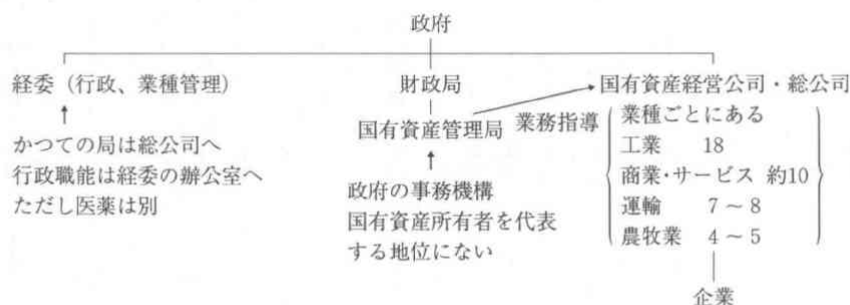 政府
経委（行政、業種管理）
かつての局は総公司へ
行政職能は経委の辦公室へ
ただし医薬は別
財政局
国有資産管理局
業務指導
政府の事務機構
国有資産所有者を代表
する地位にない
国有資産経営公司・総公司
業種ごとにある
工業 18
商業・サービス 約10
運輸 7～8
農牧業 4～5
企業